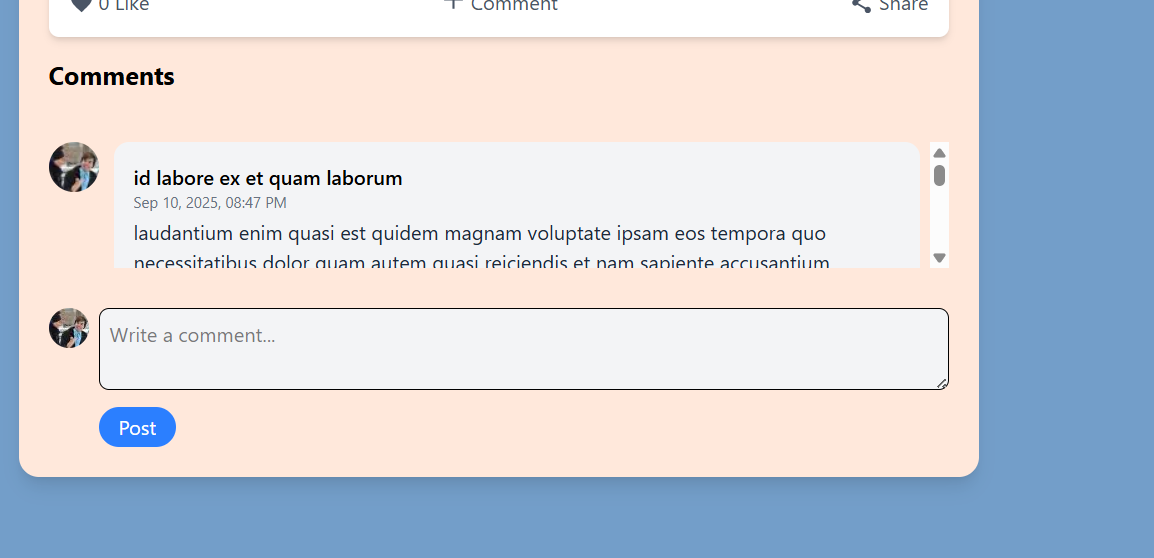 0 Like
Comment
Share
Comments
id labore ex et quam laborum
Sep 10, 2025, 08:47 PM
laudantium enim quasi est quidem magnam voluptate ipsam eos tempora quo
necessitatibus dolor quam autem quasi reiciendis et nam sapiente accusantium
Write a comment...
Post